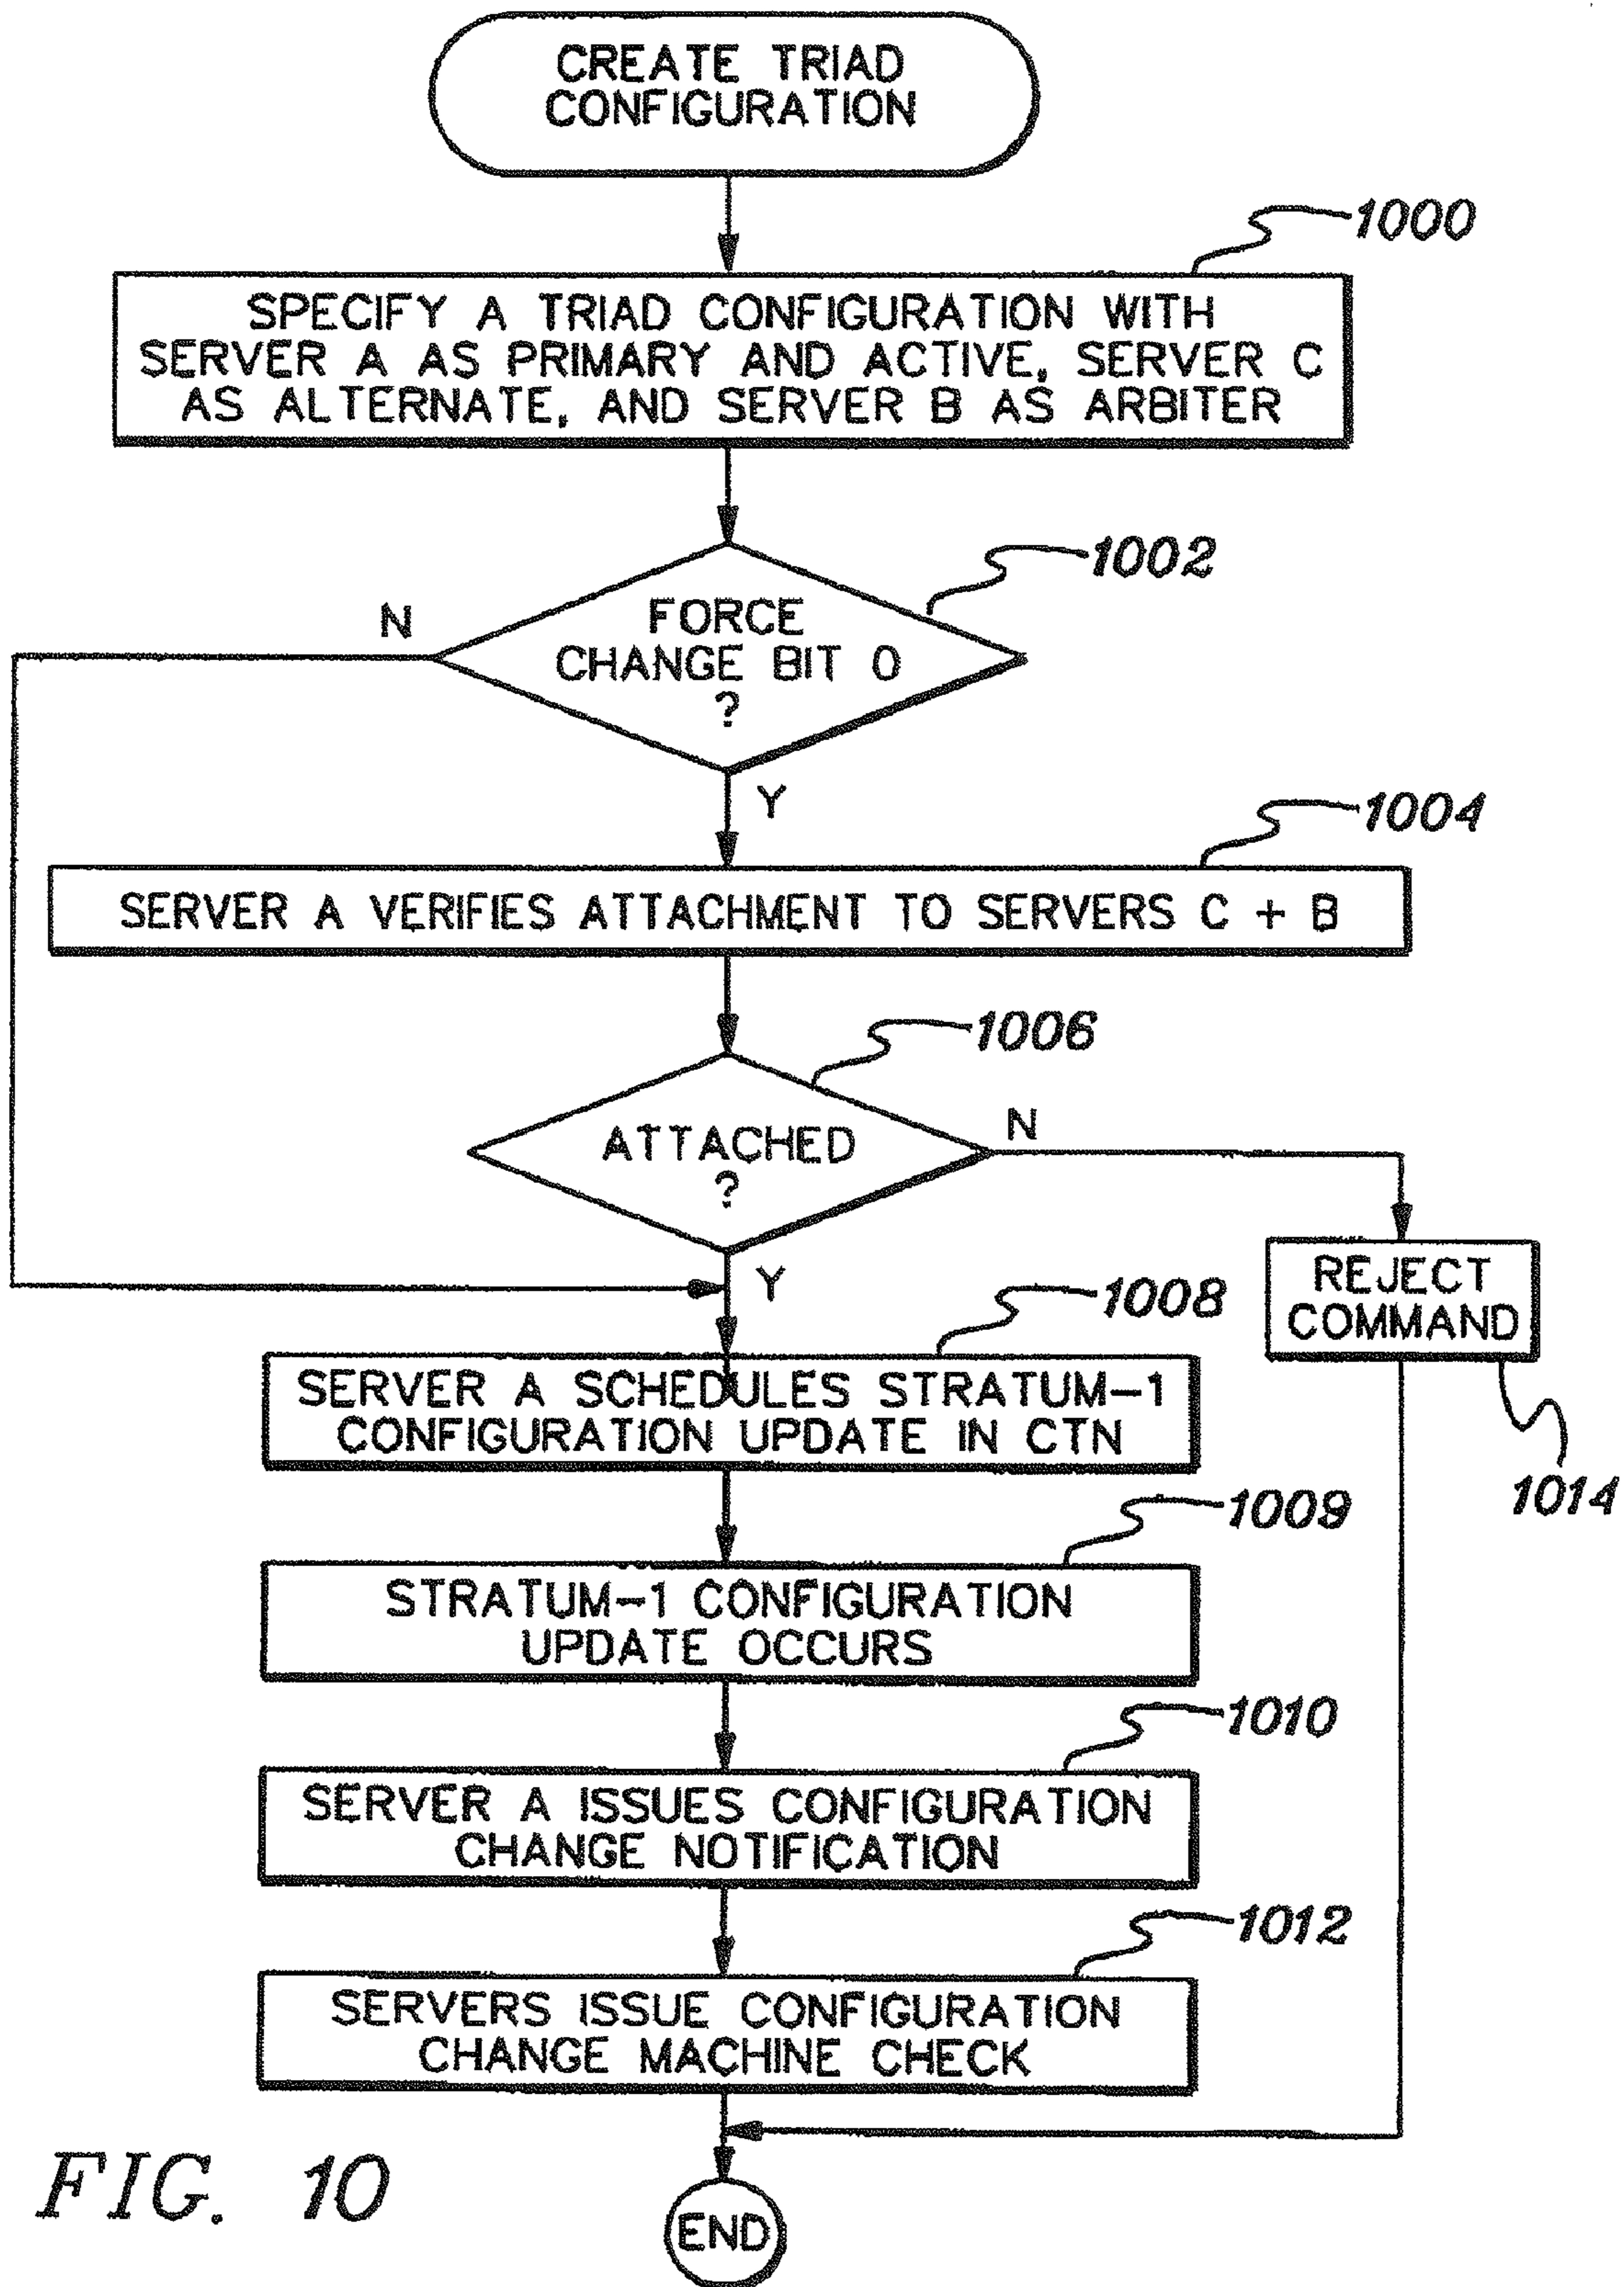 CREATE TRIAD
CONFIGURATION
1000
SPECIFY A TRIAD CONFIGURATION WITH
SERVER A AS PRIMARY AND ACTIVE, SERVER C
AS ALTERNATE, AND SERVER B AS ARBITER
1002
N
FORCE
CHANGE BIT 0
?
Y
1004
SERVER A VERIFIES ATTACHMENT TO SERVERS C + B
1006
ATTACHED
?
N
Y
REJECT
COMMAND
1014
1008
SERVER A SCHEDULES STRATUM-1
CONFIGURATION UPDATE IN CTN
1009
STRATUM-1 CONFIGURATION
UPDATE OCCURS
1010
SERVER A ISSUES CONFIGURATION
CHANGE NOTIFICATION
1012
SERVERS ISSUE CONFIGURATION
CHANGE MACHINE CHECK
END
FIG. 10